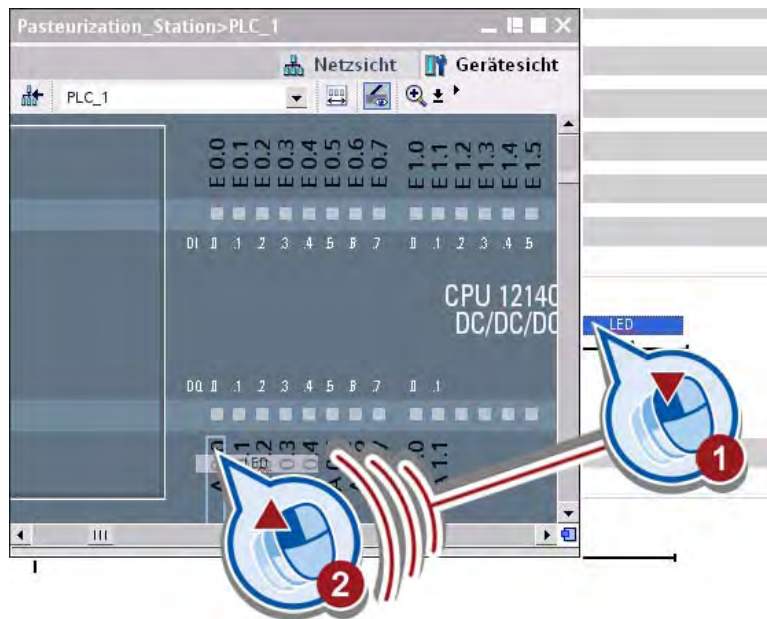 Pasteurization_Station>PLC_1
Netzsicht Gerätesicht
PLC_1
E 0.0 E 0.1 E 0.2 E 0.3 E 0.4 E 0.5 E 0.6 E 0.7 E 1.0 E 1.1 E 1.2 E 1.3 E 1.4 E 1.5
DI .0 .1 .2 .3 .4 .5 .6 .7 .0 .1 .2 .3 .4 .5
CPU 1214C
DC/DC/DC
LED
DQ .0 .1 .2 .3 .4 .5 .6 .7 .0 .1
LED
A 1.1
1
2